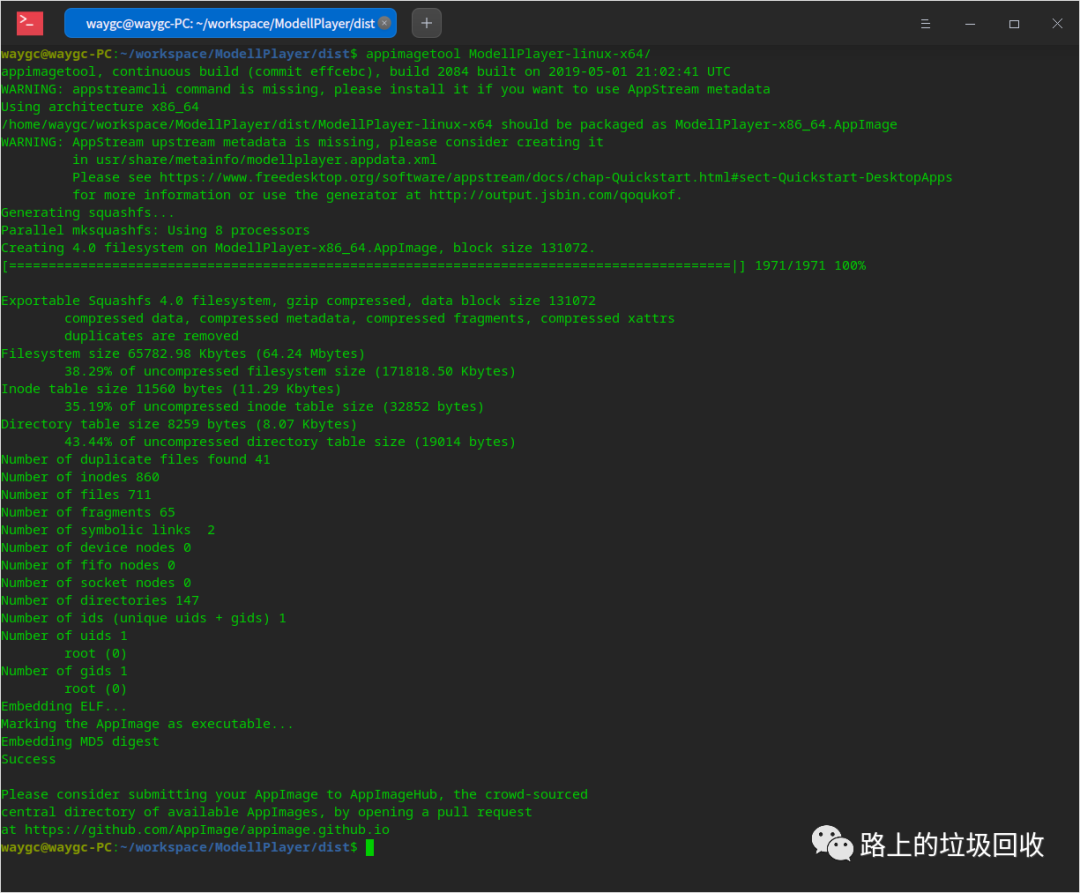 >_ waygc@waygc-PC: ~/workspace/ModellPlayer/dist
waygc@waygc-PC:~/workspace/ModellPlayer/dist$ appimagetool ModellPlayer-linux-x64/
appimagetool, continuous build (commit effcebc), build 2084 built on 2019-05-01 21:02:41 UTC
WARNING: appstreamcli command is missing, please install it if you want to use AppStream metadata
Using architecture x86_64
/home/waygc/workspace/ModellPlayer/dist/ModellPlayer-linux-x64 should be packaged as ModellPlayer-x86_64.AppImage
WARNING: AppStream upstream metadata is missing, please consider creating it
in usr/share/metainfo/modellplayer.appdata.xml
Please see https://www.freedesktop.org/software/appstream/docs/chap-Quickstart.html#sect-Quickstart-DesktopApps
for more information or use the generator at http://output.jsbin.com/qoqukof.
Generating squashfs...
Parallel mksquashfs: Using 8 processors
Creating 4.0 filesystem on ModellPlayer-x86_64.AppImage, block size 131072.
[===========================================================================================|] 1971/1971 100%
Exportable Squashfs 4.0 filesystem, gzip compressed, data block size 131072
compressed data, compressed metadata, compressed fragments, compressed xattrs
duplicates are removed
Filesystem size 65782.98 Kbytes (64.24 Mbytes)
38.29% of uncompressed filesystem size (171818.50 Kbytes)
Inode table size 11560 bytes (11.29 Kbytes)
35.19% of uncompressed inode table size (32852 bytes)
Directory table size 8259 bytes (8.07 Kbytes)
43.44% of uncompressed directory table size (19014 bytes)
Number of duplicate files found 41
Number of inodes 860
Number of files 711
Number of fragments 65
Number of symbolic links  2
Number of device nodes 0
Number of fifo nodes 0
Number of socket nodes 0
Number of directories 147
Number of ids (unique uids + gids) 1
Number of uids 1
root (0)
Number of gids 1
root (0)
Embedding ELF...
Marking the AppImage as executable...
Embedding MD5 digest
Success
Please consider submitting your AppImage to AppImageHub, the crowd-sourced
central directory of available AppImages, by opening a pull request
at https://github.com/AppImage/appimage.github.io
waygc@waygc-PC:~/workspace/ModellPlayer/dist$
路上的垃圾回收